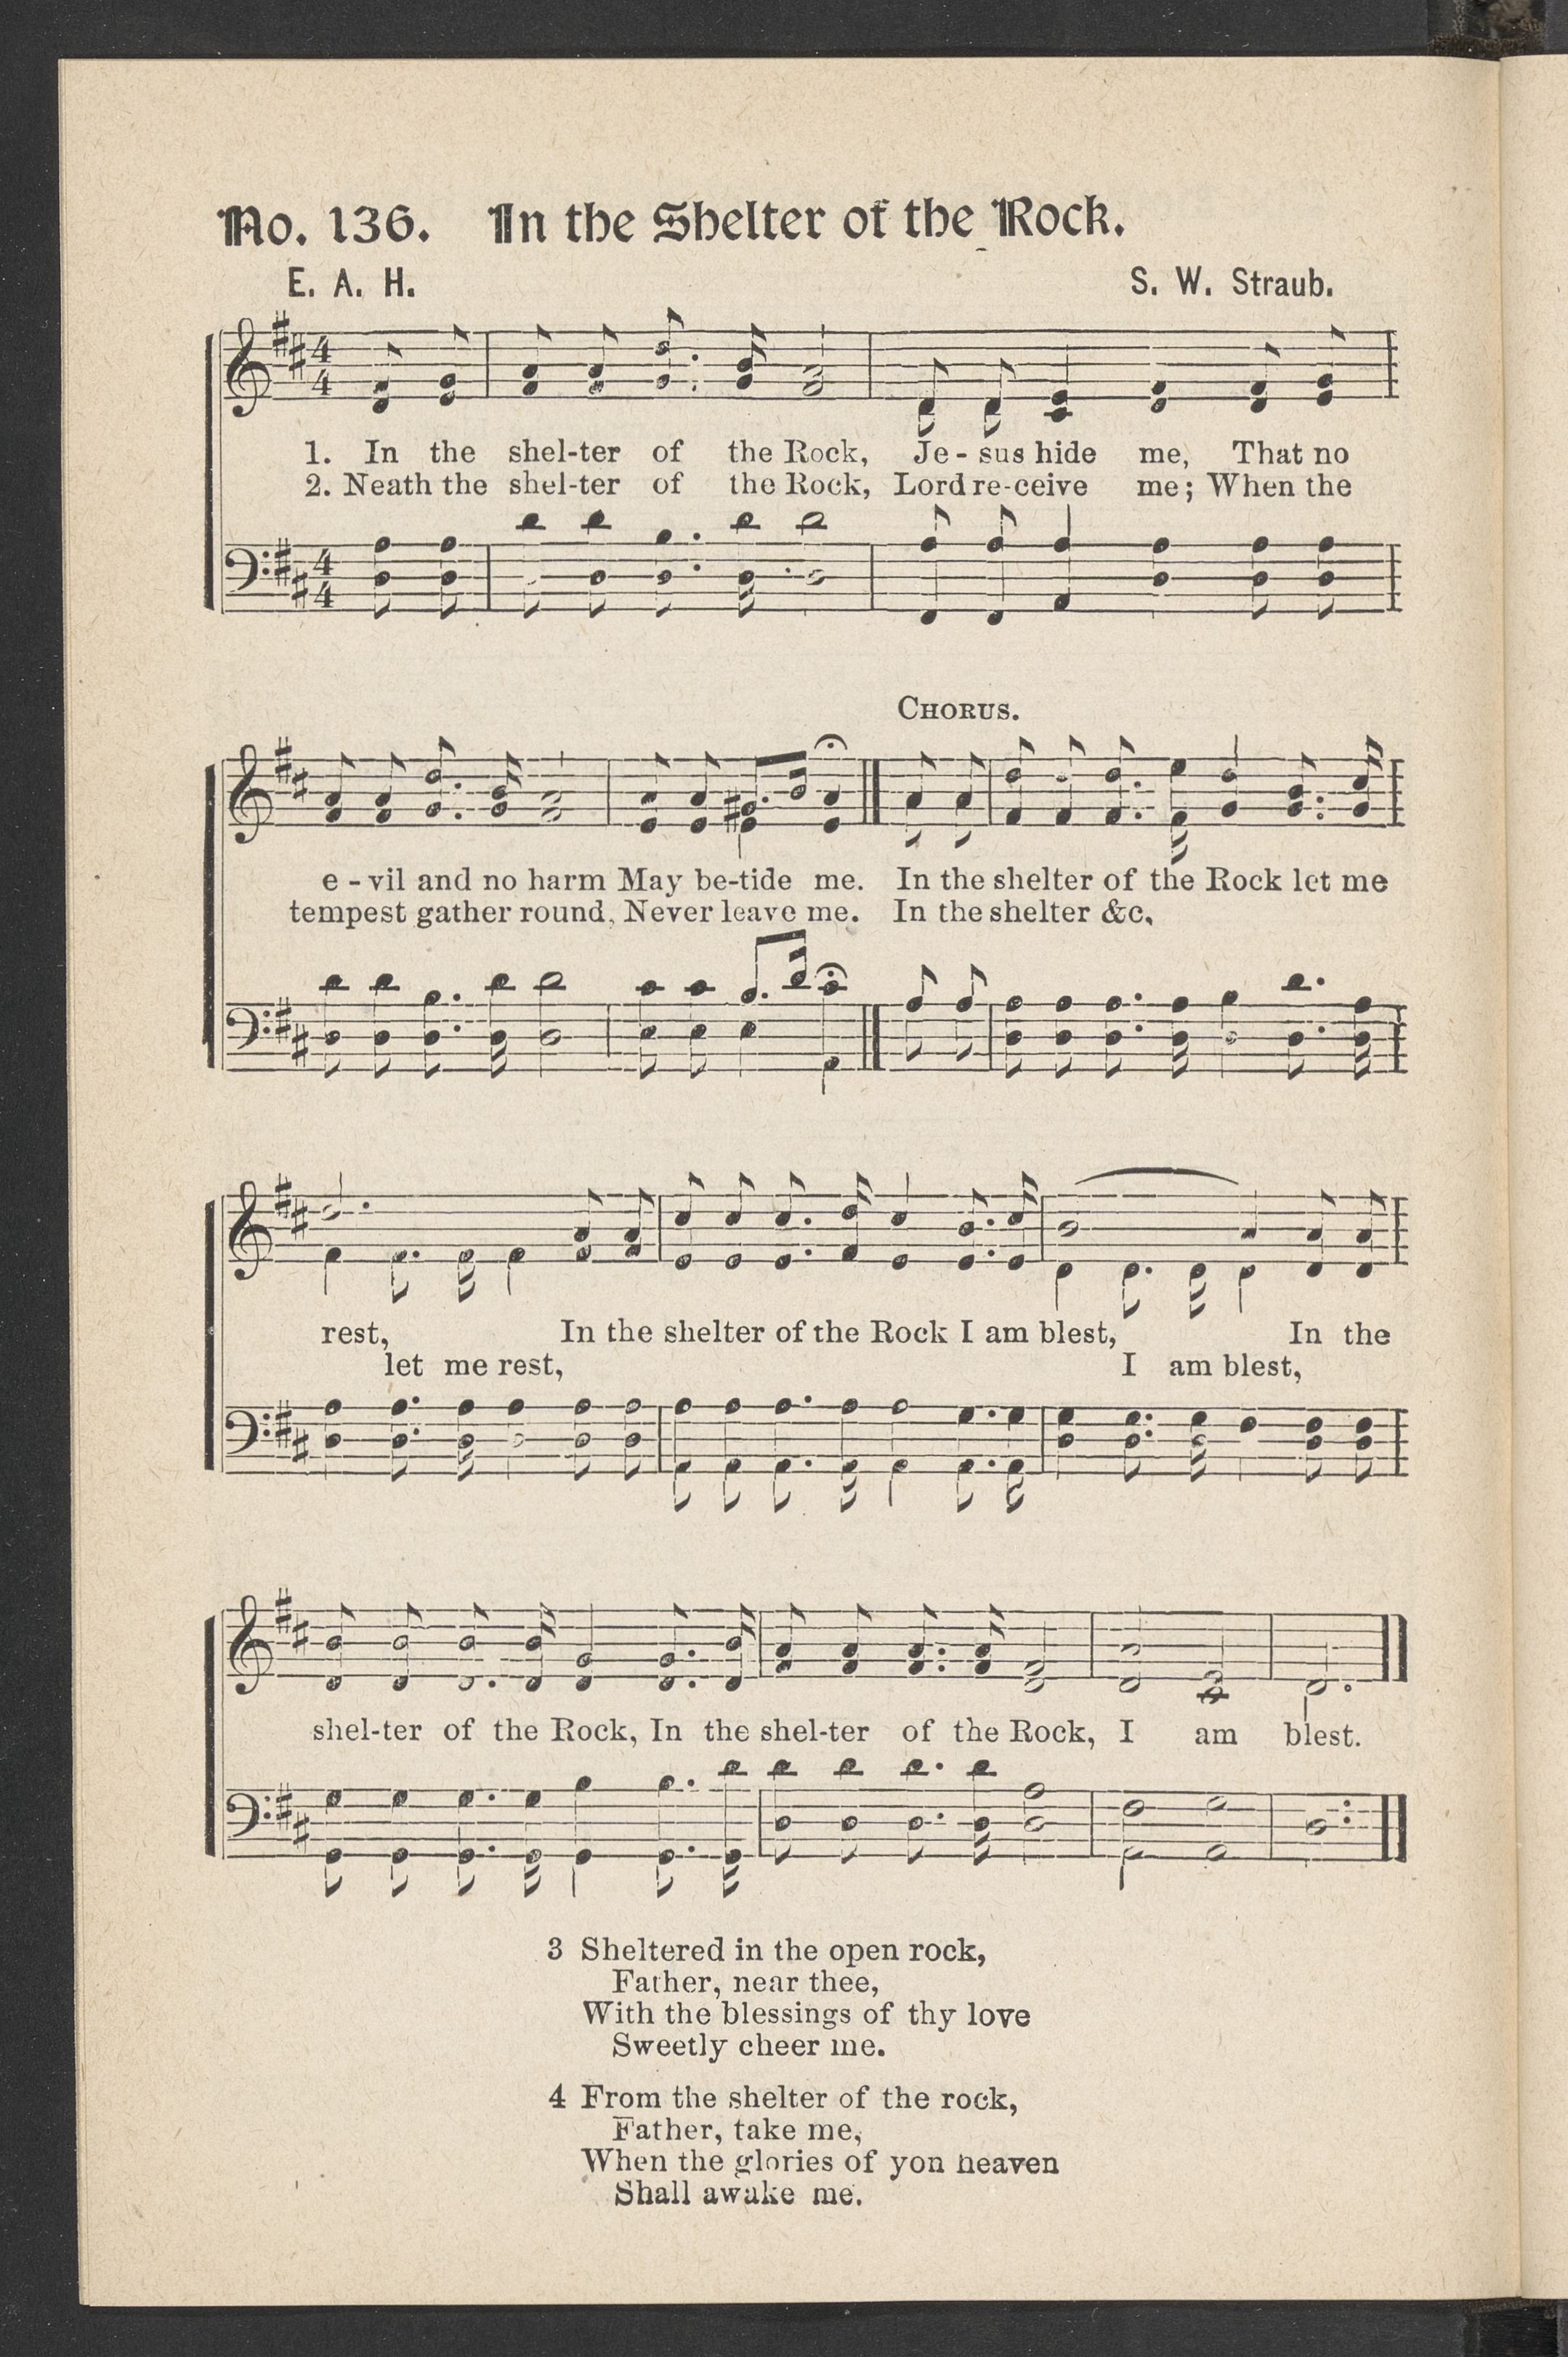 No. 136. In the Shelter of the Rock.
E. A. H. S. W. Straub.
1. In the shel-ter of the Rock, Je-sus hide me, That no
2. Neath the shel-ter of the Rock, Lord re-ceive me; When the
CHORUS.
e-vil and no harm May be-tide me. In the shelter of the Rock let me
tempest gather round, Never leave me. In the shelter &c.
rest, In the shelter of the Rock I am blest, In the
let me rest, I am blest,
shel-ter of the Rock, In the shel-ter of the Rock, I am blest.
3 Sheltered in the open rock,
Father, near thee,
With the blessings of thy love
Sweetly cheer me.
4 From the shelter of the rock,
Father, take me,
When the glories of yon heaven
Shall awake me.